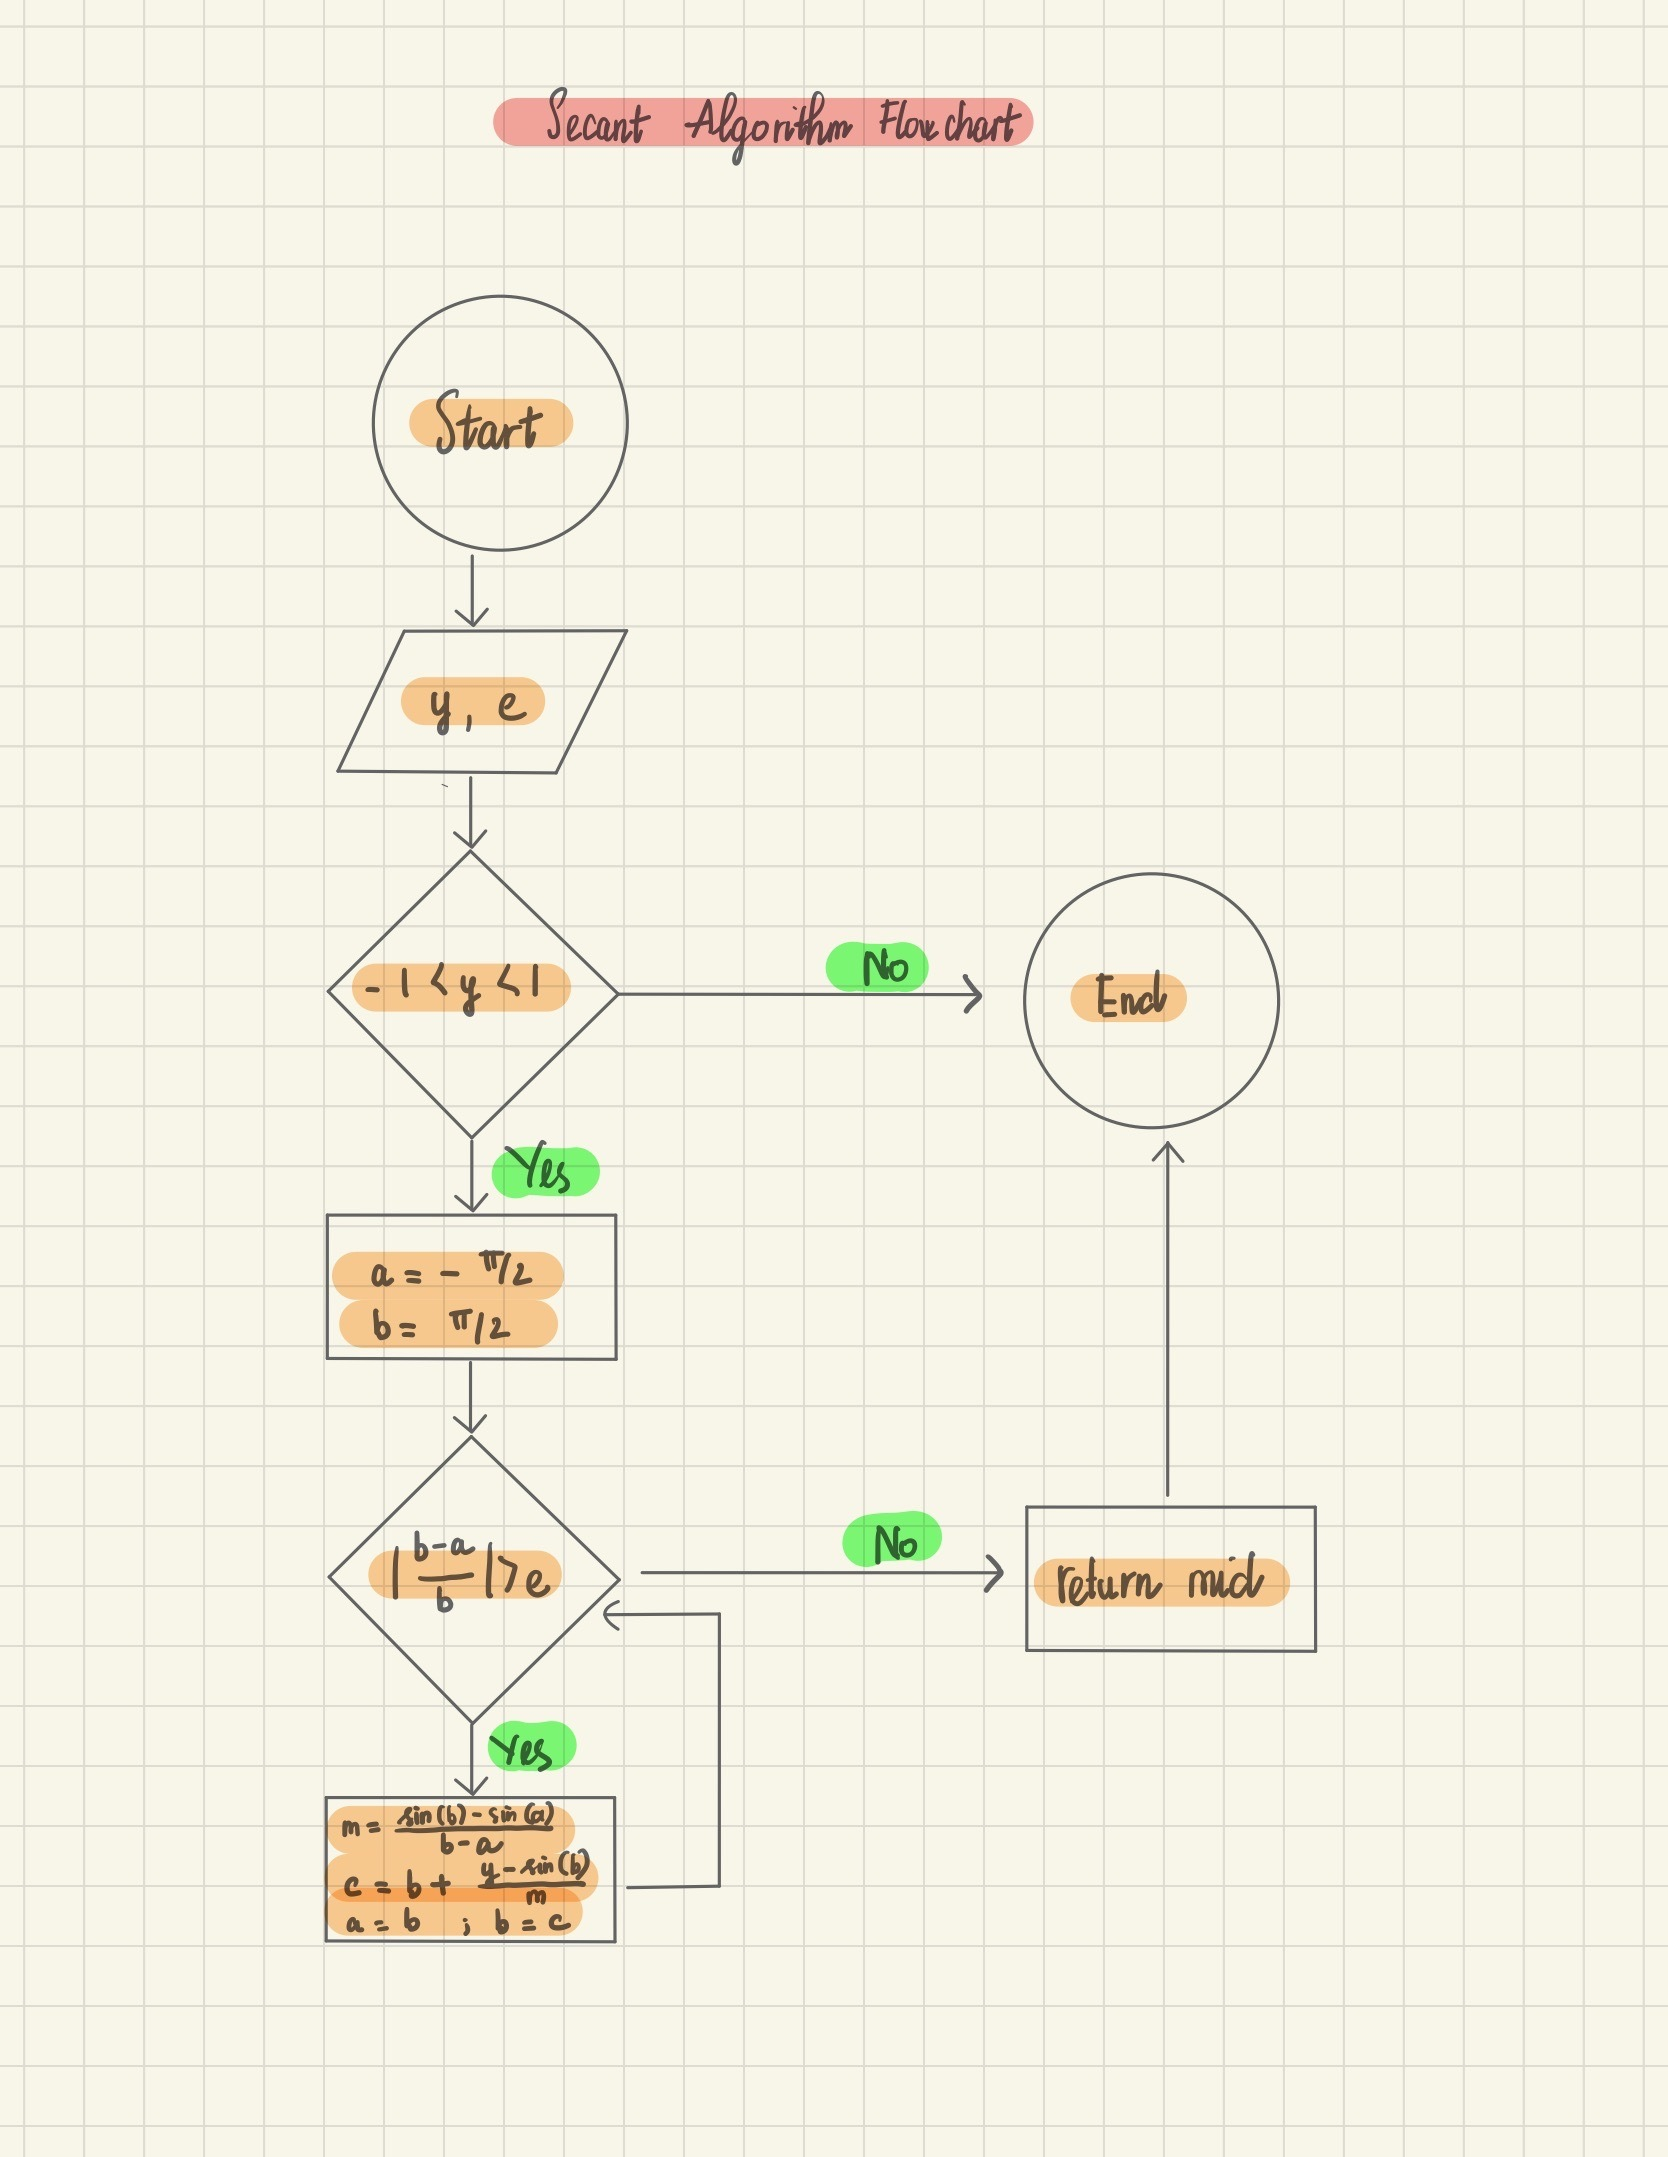 Secant Algorithm Flowchart
Start
y, e
-1 < y < 1
No
End
Yes
a = - π/2
b = π/2
|(b-a)/b| > e
No
return mid
Yes
m = (sin(b) - sin(a))/(b-a)
c = b + (y - sin(b))/m
a = b ; b = c